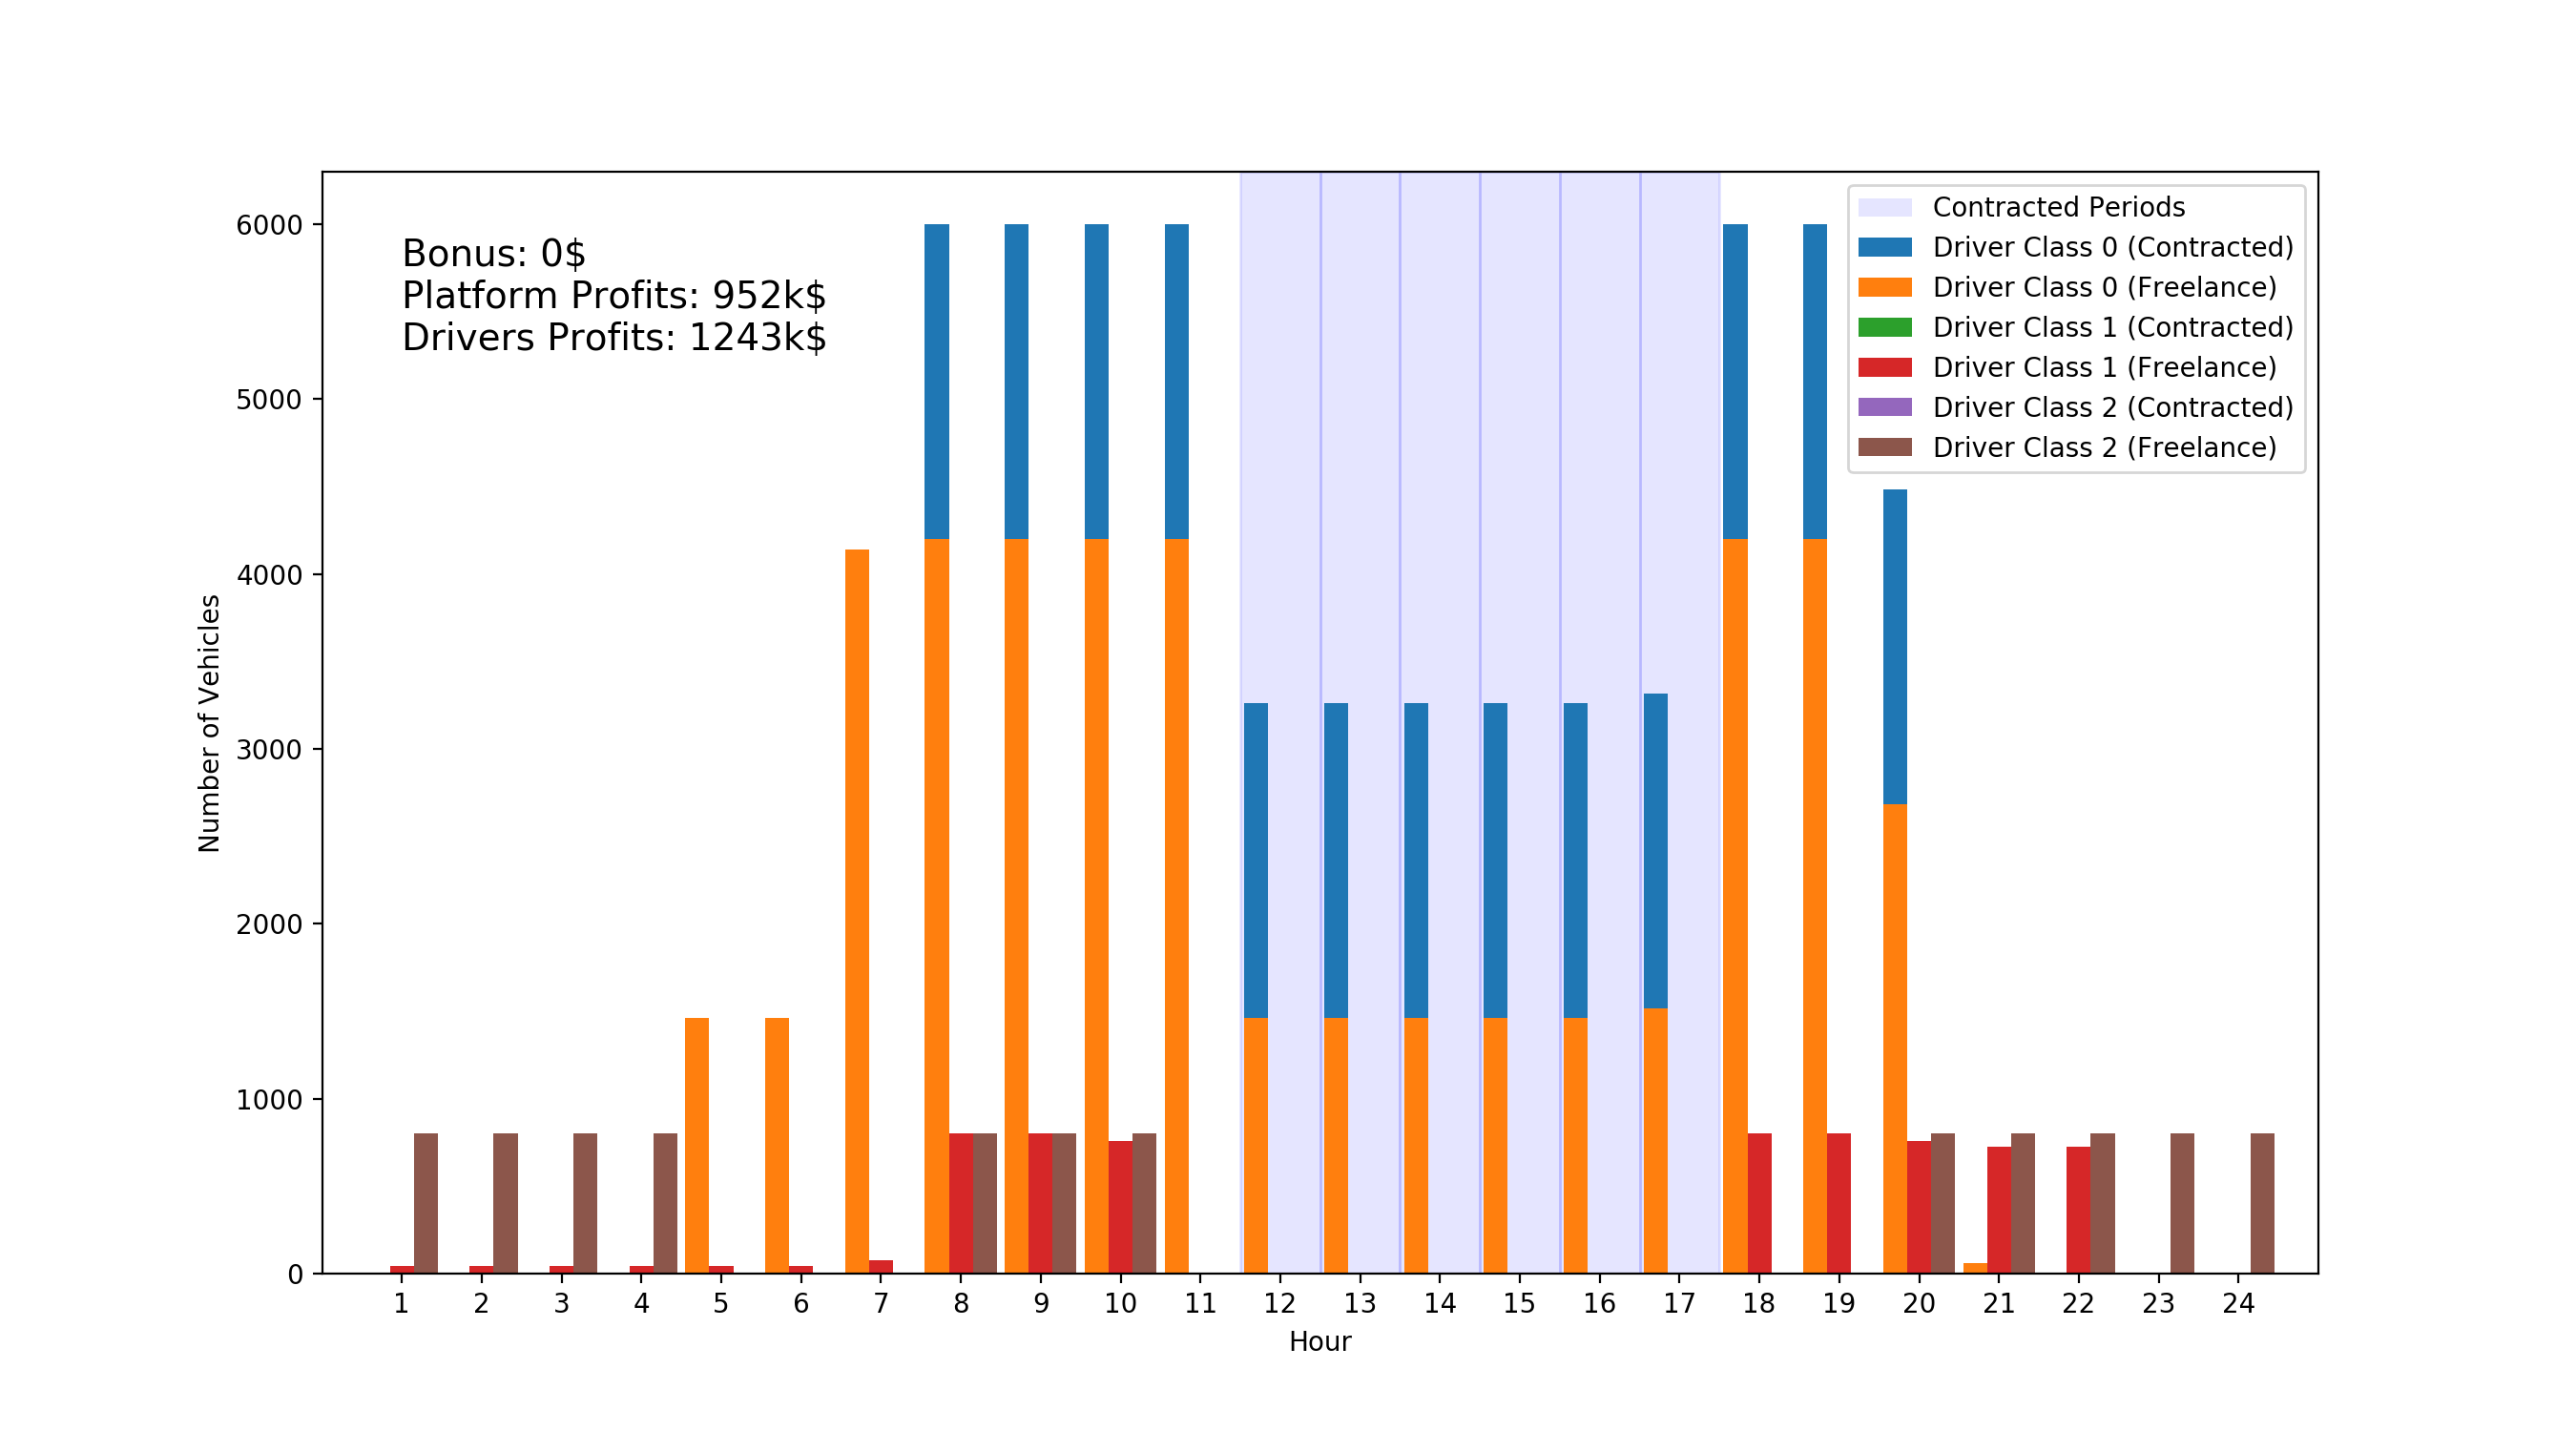 Bonus: 0$
Platform Profits: 952k$
Drivers Profits: 1243k$
Contracted Periods
Driver Class 0 (Contracted)
Driver Class 0 (Freelance)
Driver Class 1 (Contracted)
Driver Class 1 (Freelance)
Driver Class 2 (Contracted)
Driver Class 2 (Freelance)
6000
5000
4000
3000
2000
1000
0
Number of Vehicles
1 2 3 4 5 6 7 8 9 10 11 12 13 14 15 16 17 18 19 20 21 22 23 24
Hour